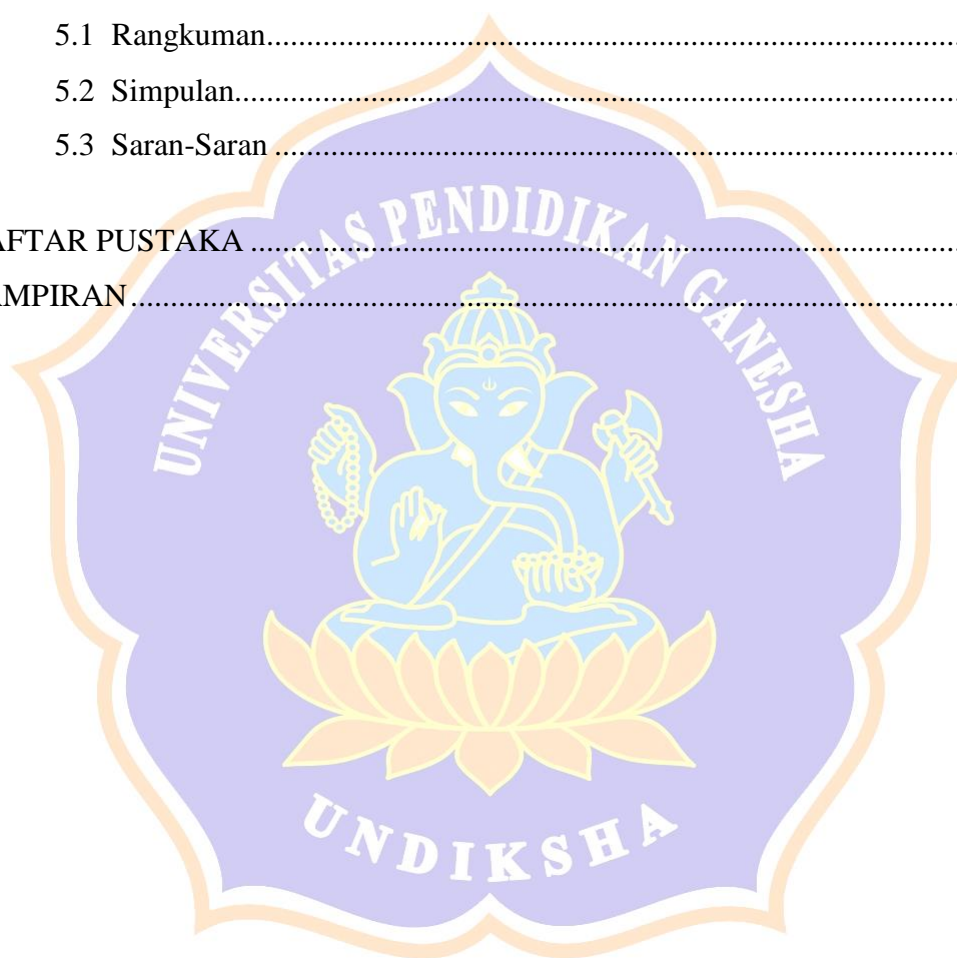 5.1 Rangkuman............................................................................
5.2 Simpulan................................................................................
5.3 Saran-Saran ...........................................................................
AFTAR PUSTAKA ..........................................................................
AMPIRAN.......................................................................................
UNIVERSITAS PENDIDIKAN GANESHA
UNDIKSHA